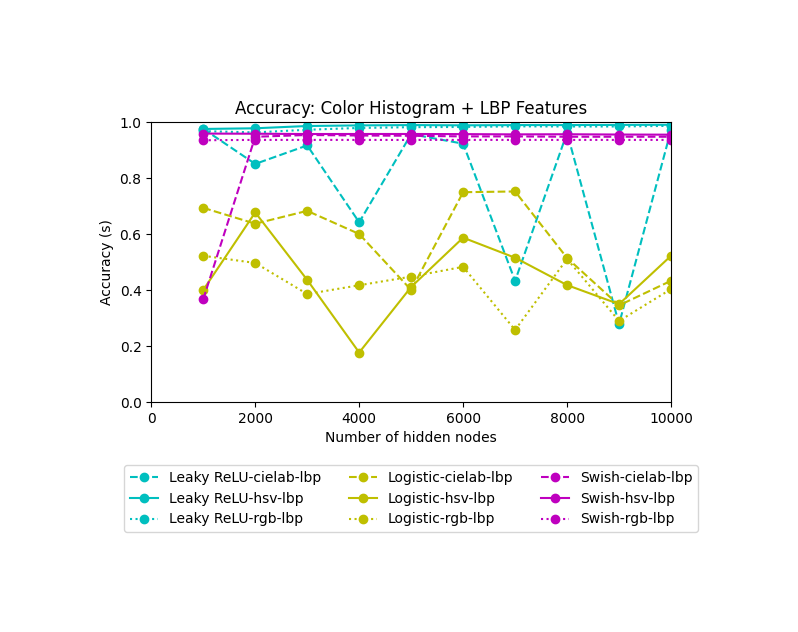 Accuracy: Color Histogram + LBP Features
1.0
0.8
0.6
0.4
0.2
0.0
Accuracy (s)
0 2000 4000 6000 8000 10000
Number of hidden nodes
Leaky ReLU-cielab-lbp Logistic-cielab-lbp Swish-cielab-lbp
Leaky ReLU-hsv-lbp Logistic-hsv-lbp Swish-hsv-lbp
Leaky ReLU-rgb-lbp Logistic-rgb-lbp Swish-rgb-lbp